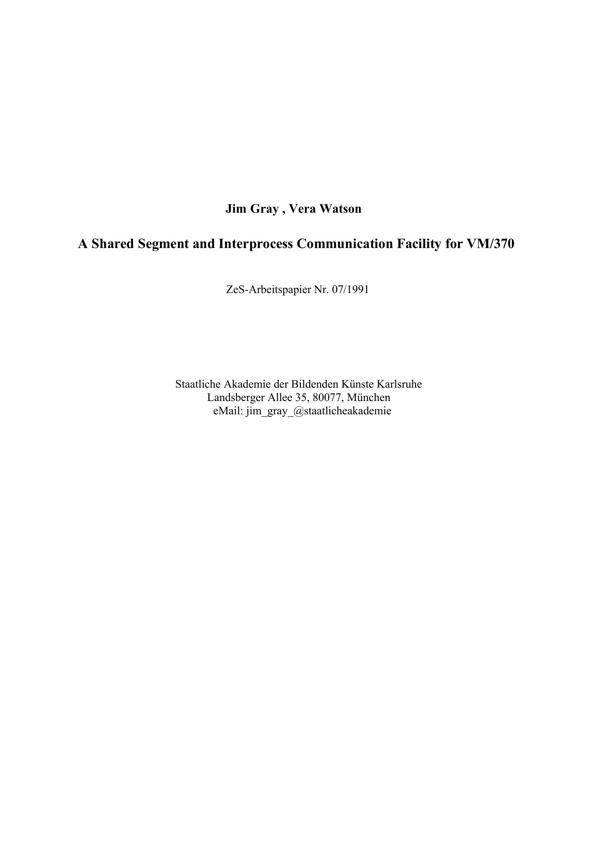 Jim Gray , Vera Watson
A Shared Segment and Interprocess Communication Facility for VM/370
ZeS-Arbeitspapier Nr. 07/1991
Staatliche Akademie der Bildenden Künste Karlsruhe
Landsberger Allee 35, 80077, München
eMail: jim_gray_@staatlicheakademie